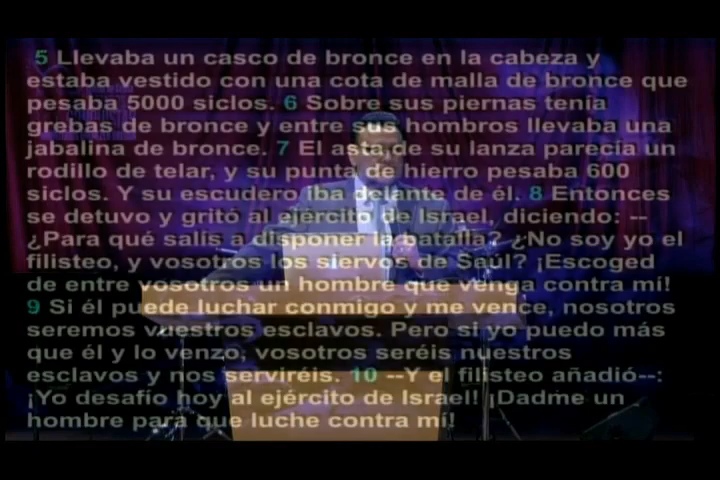 5 Llevaba un casco de bronce en la cabeza y
estaba vestido con una cota de malla de bronce que
pesaba 5000 siclos. 6 Sobre sus piernas tenía
grebas de bronce y entre sus hombros llevaba una
jabalina de bronce. 7 El asta de su lanza parecía un
rodillo de telar, y su punta de hierro pesaba 600
siclos. Y su escudero iba delante de él. 8 Entonces
se detuvo y gritó al ejército de Israel, diciendo: --
¿Para qué salís a disponer la batalla? ¿No soy yo el
filisteo, y vosotros los siervos de Saúl? ¡Escoged
de entre vosotros un hombre que venga contra mí!
9 Si él puede luchar conmigo y me vence, nosotros
seremos vuestros esclavos. Pero si yo puedo más
que él y lo venzo, vosotros seréis nuestros
esclavos y nos serviréis. 10 --Y el filisteo añadió--:
¡Yo desafío hoy al ejército de Israel! ¡Dadme un
hombre para que luche contra mí!